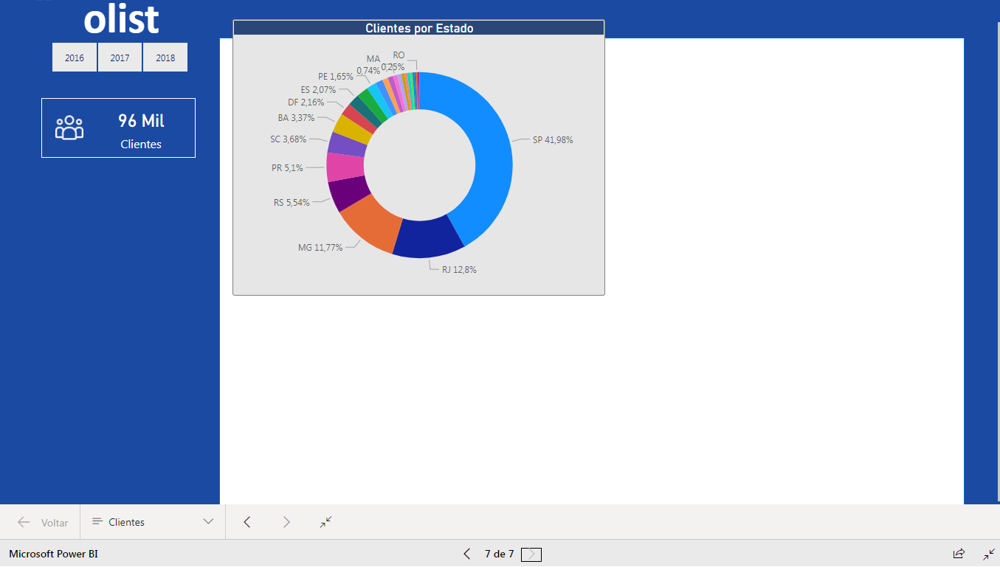 olist
2016 2017 2018
96 Mil
Clientes
Clientes por Estado
RO
0,25%
MA
0,74%
PE 1,65%
ES 2,07%
DF 2,16%
BA 3,37%
SC 3,68%
PR 5,1%
RS 5,54%
MG 11,77%
RJ 12,8%
SP 41,98%
Voltar
Clientes
Microsoft Power BI
7 de 7